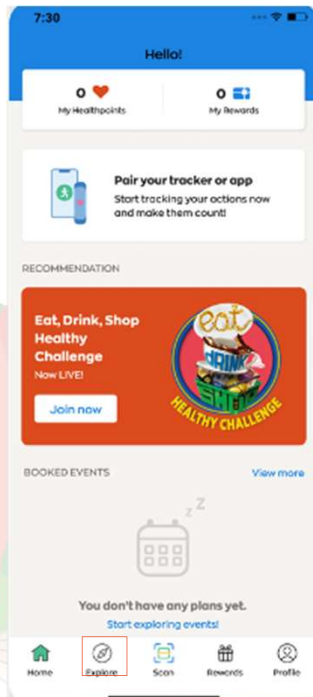 7:30
Hello!
0
My Healthpoints
0
My Rewards
Pair your tracker or app
Start tracking your actions now
and make them count!
RECOMMENDATION
Eat, Drink, Shop
Healthy
Challenge
Now LIVE!
Join now
eat
DRINK
SHOP
HEALTHY CHALLENGE
BOOKED EVENTS
View more
z Z
You don't have any plans yet.
Start exploring events!
Home
Explore
Scan
Rewards
Profile